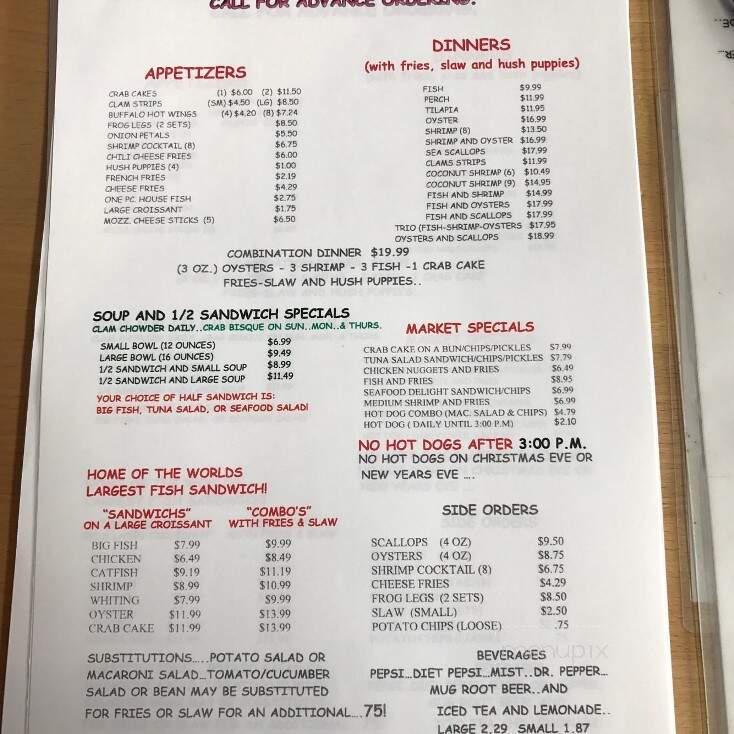 CALL FOR ADVANCE ORDERING.
APPETIZERS
CRAB CAKES (1) $6.00 (2) $11.50
CLAM STRIPS (SM) $4.50 (LG) $8.50
BUFFALO HOT WINGS (4) $4.20 (8) $7.24
FROG LEGS (2 SETS) $8.50
ONION PETALS $5.50
SHRIMP COCKTAIL (8) $6.75
CHILI CHEESE FRIES $6.00
HUSH PUPPIES (4) $1.00
FRENCH FRIES $2.19
CHEESE FRIES $4.29
ONE PC. HOUSE FISH $2.75
LARGE CROISSANT $1.75
MOZZ. CHEESE STICKS (5) $6.50
DINNERS
(with fries, slaw and hush puppies)
FISH $9.99
PERCH $11.99
TILAPIA $11.95
OYSTER $16.99
SHRIMP (8) $13.50
SHRIMP AND OYSTER $16.99
SEA SCALLOPS $17.99
CLAMS STRIPS $11.99
COCONUT SHRIMP (6) $10.49
COCONUT SHRIMP (9) $14.95
FISH AND SHRIMP $14.99
FISH AND OYSTERS $17.99
FISH AND SCALLOPS $17.99
TRIO (FISH-SHRIMP-OYSTERS $17.95
OYSTERS AND SCALLOPS $18.99
COMBINATION DINNER $19.99
(3 OZ.) OYSTERS - 3 SHRIMP - 3 FISH -1 CRAB CAKE
FRIES-SLAW AND HUSH PUPPIES..
SOUP AND 1/2 SANDWICH SPECIALS
CLAM CHOWDER DAILY..CRAB BISQUE ON SUN..MON..& THURS.
SMALL BOWL (12 OUNCES) $6.99
LARGE BOWL (16 OUNCES) $9.49
1/2 SANDWICH AND SMALL SOUP $8.99
1/2 SANDWICH AND LARGE SOUP $11.49
YOUR CHOICE OF HALF SANDWICH IS:
BIG FISH, TUNA SALAD, OR SEAFOOD SALAD!
MARKET SPECIALS
CRAB CAKE ON A BUN/CHIPS/PICKLES $7.99
TUNA SALAD SANDWICH/CHIPS/PICKLES $7.79
CHICKEN NUGGETS AND FRIES $6.49
FISH AND FRIES $8.95
SEAFOOD DELIGHT SANDWICH/CHIPS $6.99
MEDIUM SHRIMP AND FRIES $6.99
HOT DOG COMBO (MAC. SALAD & CHIPS) $4.79
HOT DOG ( DAILY UNTIL 3:00 P.M) $2.10
NO HOT DOGS AFTER 3:00 P.M.
NO HOT DOGS ON CHRISTMAS EVE OR
NEW YEARS EVE ....
HOME OF THE WORLDS
LARGEST FISH SANDWICH!
"SANDWICHS" "COMBO'S"
ON A LARGE CROISSANT WITH FRIES & SLAW
BIG FISH $7.99 $9.99
CHICKEN $6.49 $8.49
CATFISH $9.19 $11.19
SHRIMP $8.99 $10.99
WHITING $7.99 $9.99
OYSTER $11.99 $13.99
CRAB CAKE $11.99 $13.99
SUBSTITUTIONS.....POTATO SALAD OR
MACARONI SALAD...TOMATO/CUCUMBER
SALAD OR BEAN MAY BE SUBSTITUTED
FOR FRIES OR SLAW FOR AN ADDITIONAL....75!
SIDE ORDERS
SCALLOPS (4 OZ) $9.50
OYSTERS (4 OZ) $8.75
SHRIMP COCKTAIL (8) $6.75
CHEESE FRIES $4.29
FROG LEGS (2 SETS) $8.50
SLAW (SMALL) $2.50
POTATO CHIPS (LOOSE) .75
BEVERAGES
PEPSI...DIET PEPSI...MIST..DR. PEPPER...
MUG ROOT BEER..AND
ICED TEA AND LEMONADE..
LARGE 2.29 SMALL 1.87